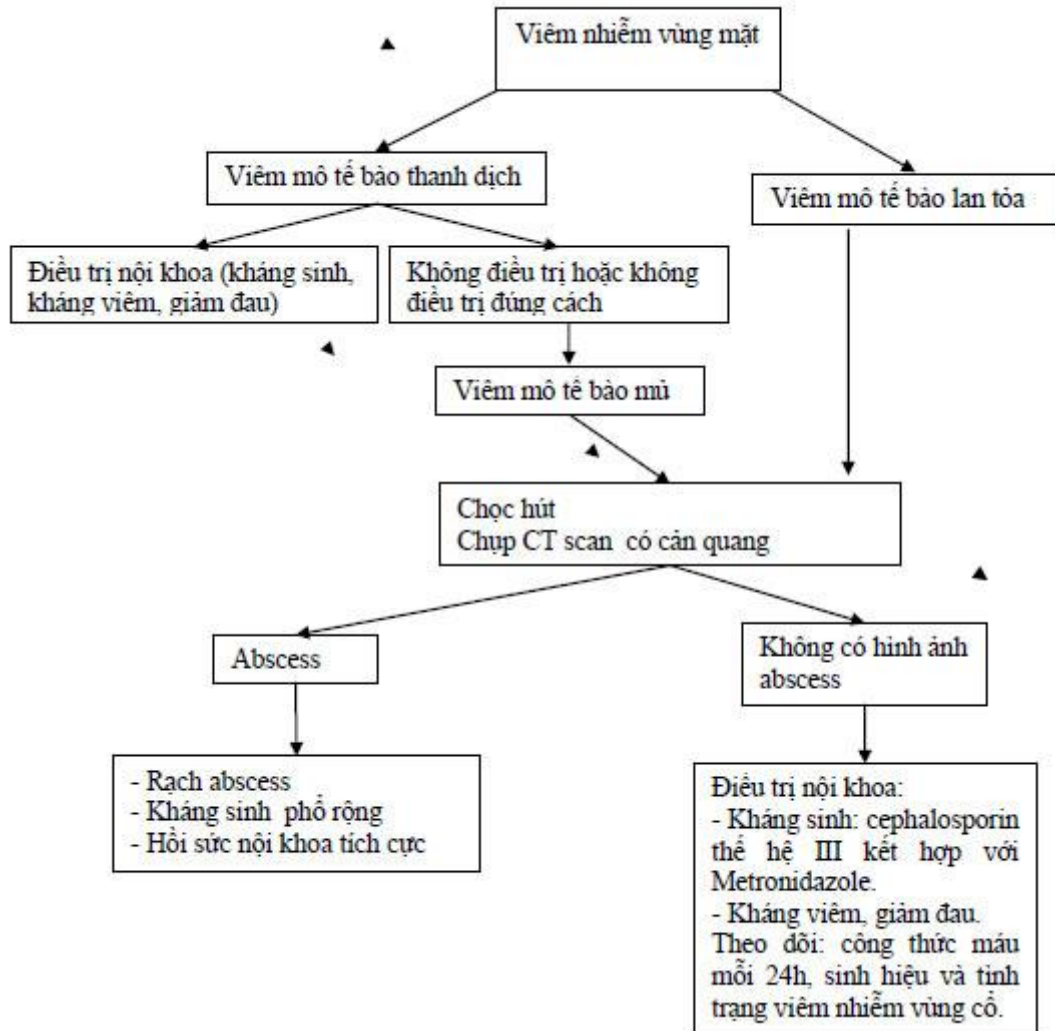 Viêm nhiễm vùng mặt
Viêm mô tế bào thanh dịch
Viêm mô tế bào lan tỏa
Điều trị nội khoa (kháng sinh,
kháng viêm, giảm đau)
Không điều trị hoặc không
điều trị đúng cách
Viêm mô tế bào mủ
Chọc hút
Chụp CT scan có cản quang
Abscess
Không có hình ảnh
abscess
- Rạch abscess
- Kháng sinh phổ rộng
- Hồi sức nội khoa tích cực
Điều trị nội khoa:
- Kháng sinh: cephalosporin
thế hệ III kết hợp với
Metronidazole.
- Kháng viêm, giảm đau.
Theo dõi: công thức máu
mỗi 24h, sinh hiệu và tình
trạng viêm nhiễm vùng cổ.